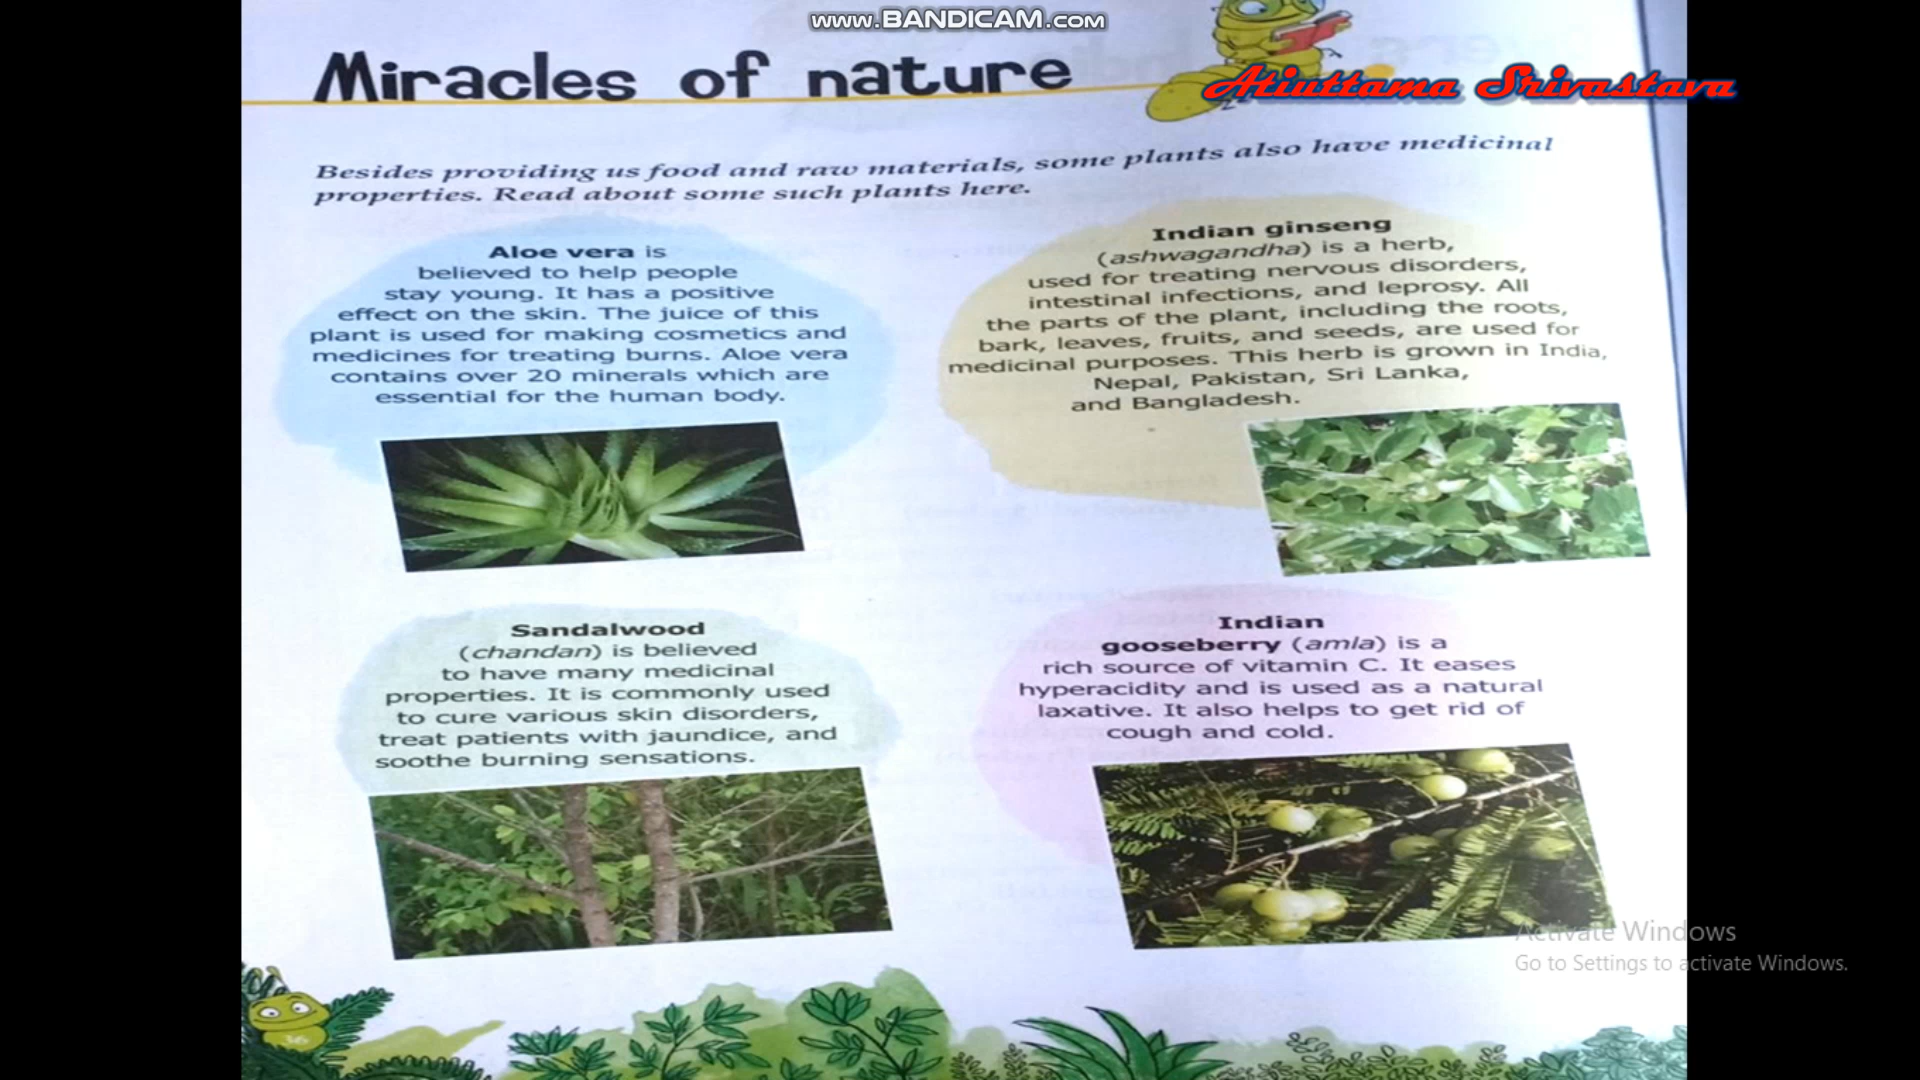 www.BANDICAM.com
Miracles of nature
Atiuttama Srivastava
Besides providing us food and raw materials, some plants also have medicinal
properties. Read about some such plants here.
Aloe vera is
believed to help people
stay young. It has a positive
effect on the skin. The juice of this
plant is used for making cosmetics and
medicines for treating burns. Aloe vera
contains over 20 minerals which are
essential for the human body.
Indian ginseng
(ashwagandha) is a herb,
used for treating nervous disorders,
intestinal infections, and leprosy. All
the parts of the plant, including the roots,
bark, leaves, fruits, and seeds, are used for
medicinal purposes. This herb is grown in India,
Nepal, Pakistan, Sri Lanka,
and Bangladesh.
Sandalwood
(chandan) is believed
to have many medicinal
properties. It is commonly used
to cure various skin disorders,
treat patients with jaundice, and
soothe burning sensations.
Indian
gooseberry (amla) is a
rich source of vitamin C. It eases
hyperacidity and is used as a natural
laxative. It also helps to get rid of
cough and cold.
Activate Windows
Go to Settings to activate Windows.
36